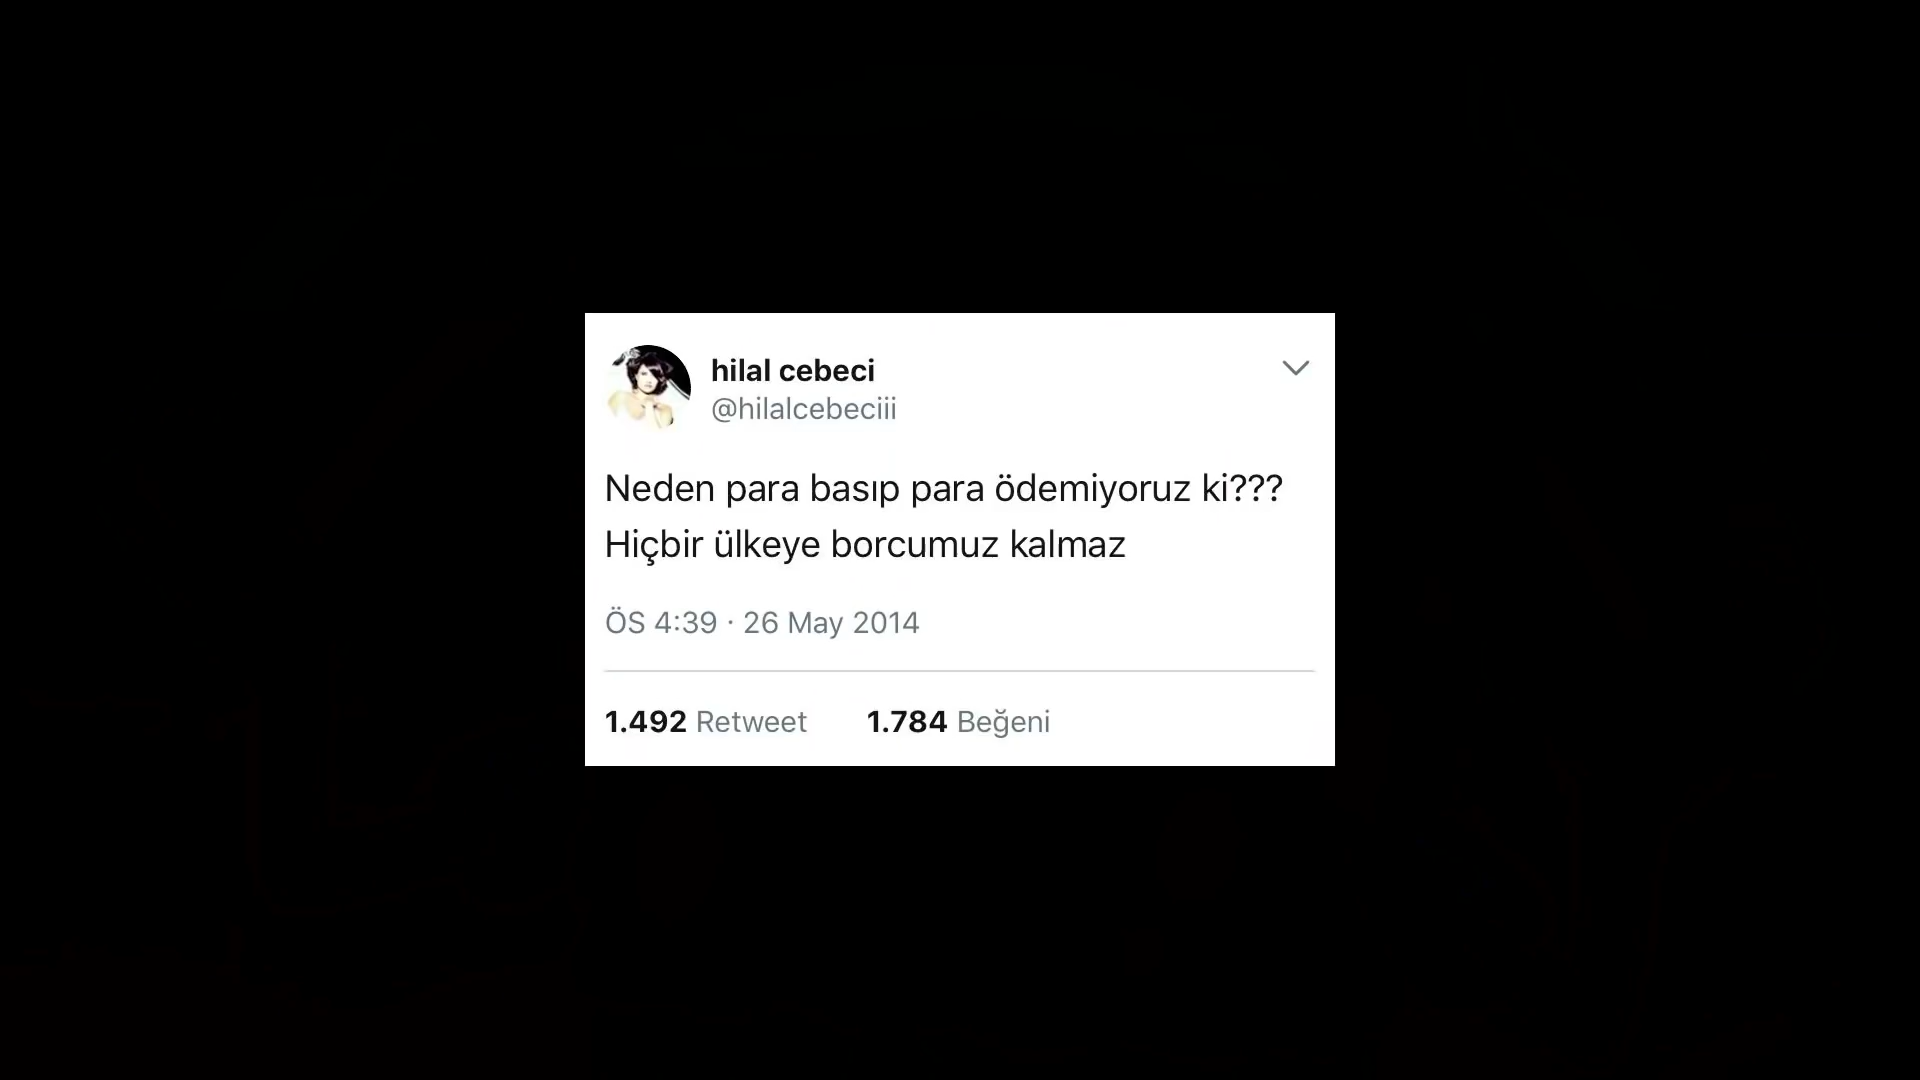 hilal cebeci
@hilalcebeciii
Neden para basıp para ödemiyoruz ki???
Hiçbir ülkeye borcumuz kalmaz
ÖS 4:39 · 26 May 2014
1.492 Retweet 1.784 Beğeni